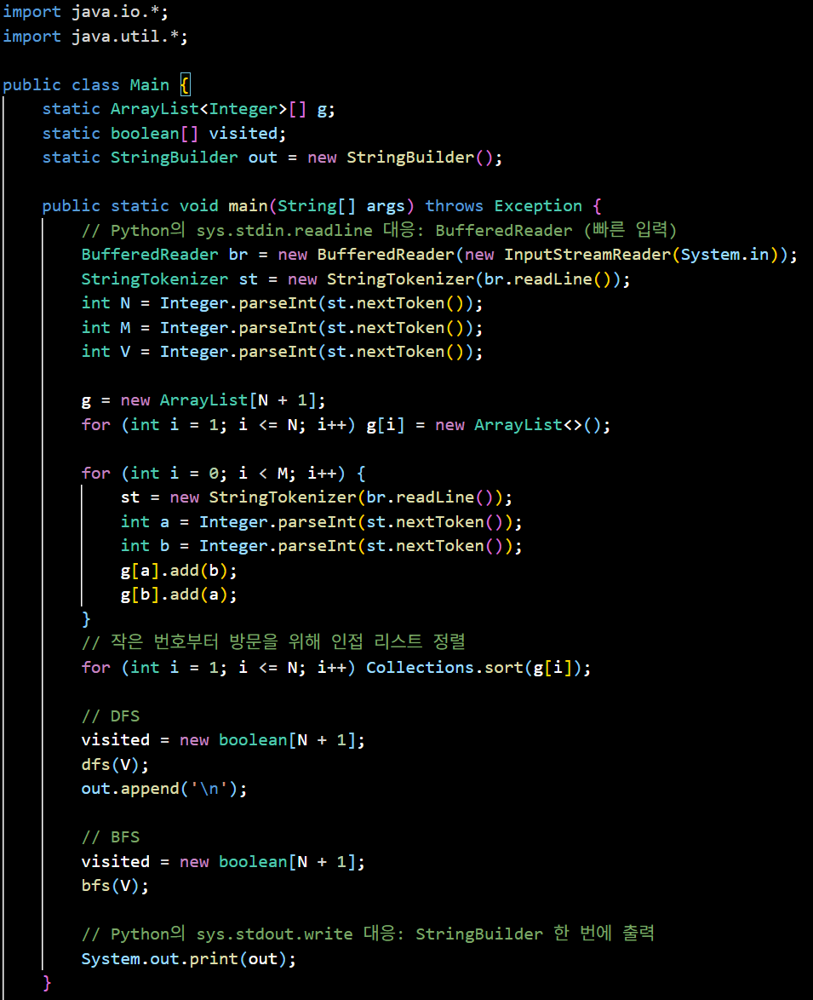 import java.io.*;
import java.util.*;

public class Main {
    static ArrayList<Integer>[] g;
    static boolean[] visited;
    static StringBuilder out = new StringBuilder();

    public static void main(String[] args) throws Exception {
        // Python의 sys.stdin.readline 대응: BufferedReader (빠른 입력)
        BufferedReader br = new BufferedReader(new InputStreamReader(System.in));
        StringTokenizer st = new StringTokenizer(br.readLine());
        int N = Integer.parseInt(st.nextToken());
        int M = Integer.parseInt(st.nextToken());
        int V = Integer.parseInt(st.nextToken());

        g = new ArrayList[N + 1];
        for (int i = 1; i <= N; i++) g[i] = new ArrayList<>();

        for (int i = 0; i < M; i++) {
            st = new StringTokenizer(br.readLine());
            int a = Integer.parseInt(st.nextToken());
            int b = Integer.parseInt(st.nextToken());
            g[a].add(b);
            g[b].add(a);
        }
        // 작은 번호부터 방문을 위해 인접 리스트 정렬
        for (int i = 1; i <= N; i++) Collections.sort(g[i]);

        // DFS
        visited = new boolean[N + 1];
        dfs(V);
        out.append('\n');

        // BFS
        visited = new boolean[N + 1];
        bfs(V);

        // Python의 sys.stdout.write 대응: StringBuilder 한 번에 출력
        System.out.print(out);
    }